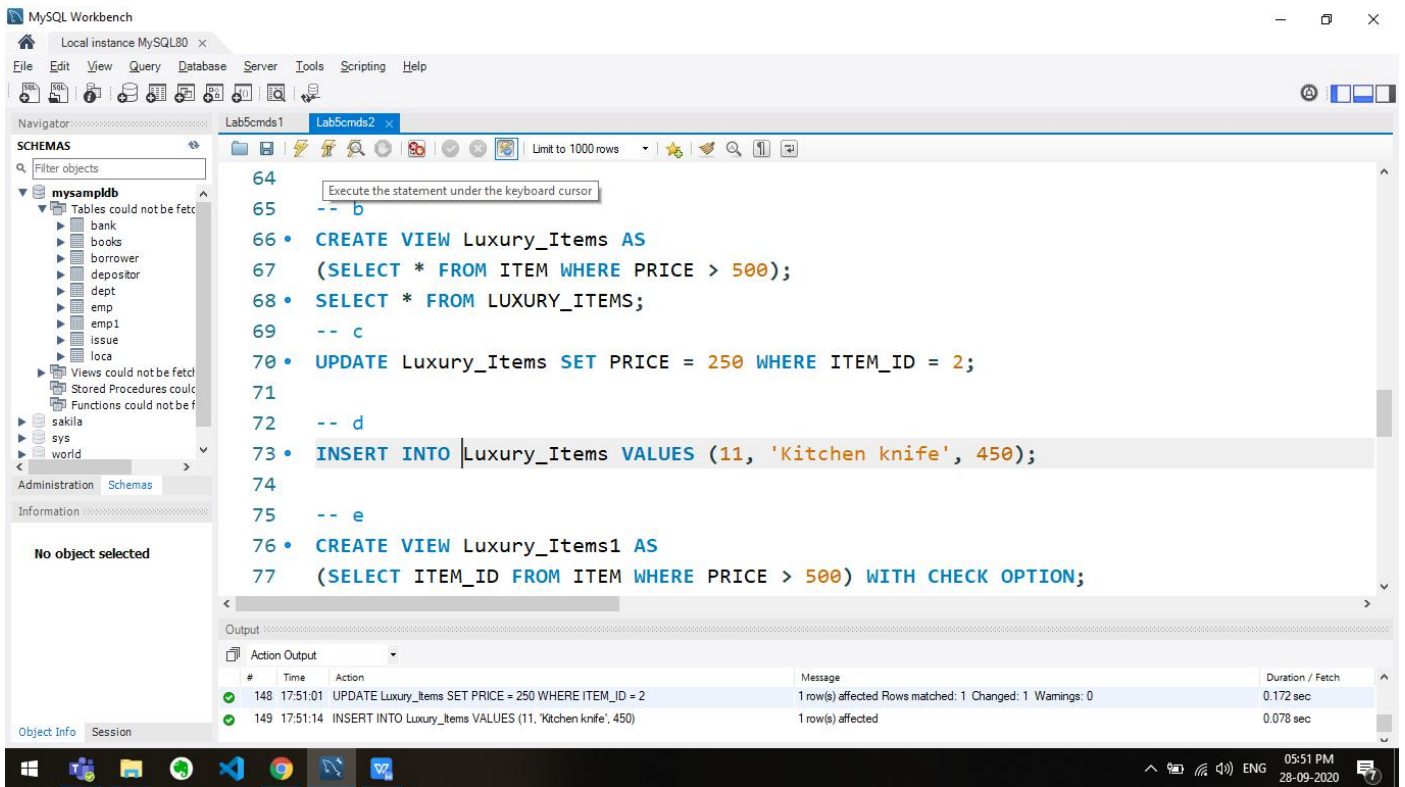 MySQL Workbench
Local instance MySQL80
File Edit View Query Database Server Tools Scripting Help
Navigator
SCHEMAS
Filter objects
mysampldb
Tables could not be fetc
bank
books
borrower
depositor
dept
emp
emp1
issue
loca
Views could not be fetch
Stored Procedures coulc
Functions could not be f
sakila
sys
world
Administration Schemas
Information
No object selected
Object Info Session
Lab5cmds1 Lab5cmds2
Limit to 1000 rows
Execute the statement under the keyboard cursor
64
65 -- b
66 CREATE VIEW Luxury_Items AS
67 (SELECT * FROM ITEM WHERE PRICE > 500);
68 SELECT * FROM LUXURY_ITEMS;
69 -- c
70 UPDATE Luxury_Items SET PRICE = 250 WHERE ITEM_ID = 2;
71
72 -- d
73 INSERT INTO Luxury_Items VALUES (11, 'Kitchen knife', 450);
74
75 -- e
76 CREATE VIEW Luxury_Items1 AS
77 (SELECT ITEM_ID FROM ITEM WHERE PRICE > 500) WITH CHECK OPTION;
Output
Action Output
# Time Action Message Duration / Fetch
148 17:51:01 UPDATE Luxury_Items SET PRICE = 250 WHERE ITEM_ID = 2 1 row(s) affected Rows matched: 1 Changed: 1 Warnings: 0 0.172 sec
149 17:51:14 INSERT INTO Luxury_Items VALUES (11, 'Kitchen knife', 450) 1 row(s) affected 0.078 sec
ENG
05:51 PM
28-09-2020
7